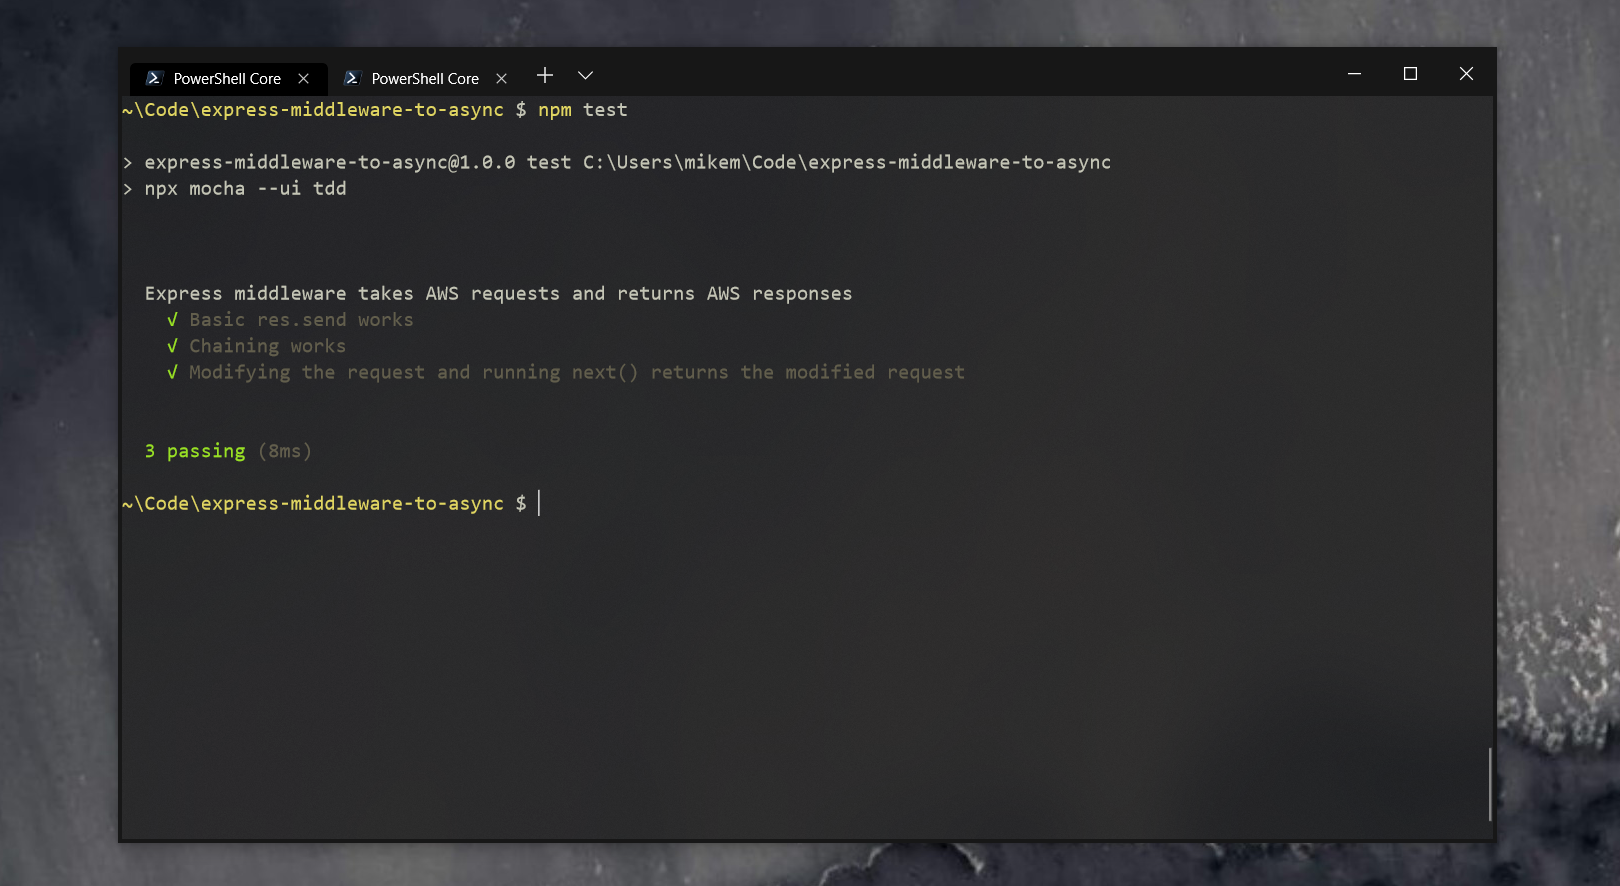 PowerShell Core PowerShell Core
~\Code\express-middleware-to-async $ npm test
> express-middleware-to-async@1.0.0 test C:\Users\mikem\Code\express-middleware-to-async
> npx mocha --ui tdd
Express middleware takes AWS requests and returns AWS responses
√ Basic res.send works
√ Chaining works
√ Modifying the request and running next() returns the modified request
3 passing (8ms)
~\Code\express-middleware-to-async $